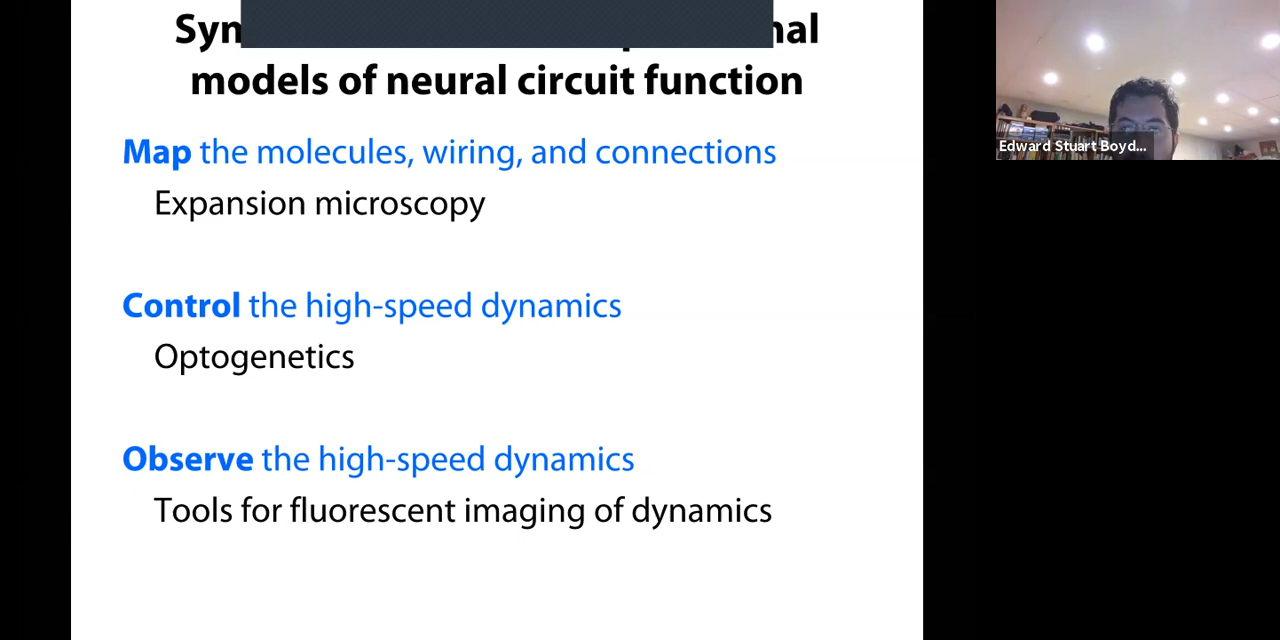 Syn nal
models of neural circuit function
Map the molecules, wiring, and connections
Expansion microscopy
Control the high-speed dynamics
Optogenetics
Observe the high-speed dynamics
Tools for fluorescent imaging of dynamics
Edward Stuart Boyd...